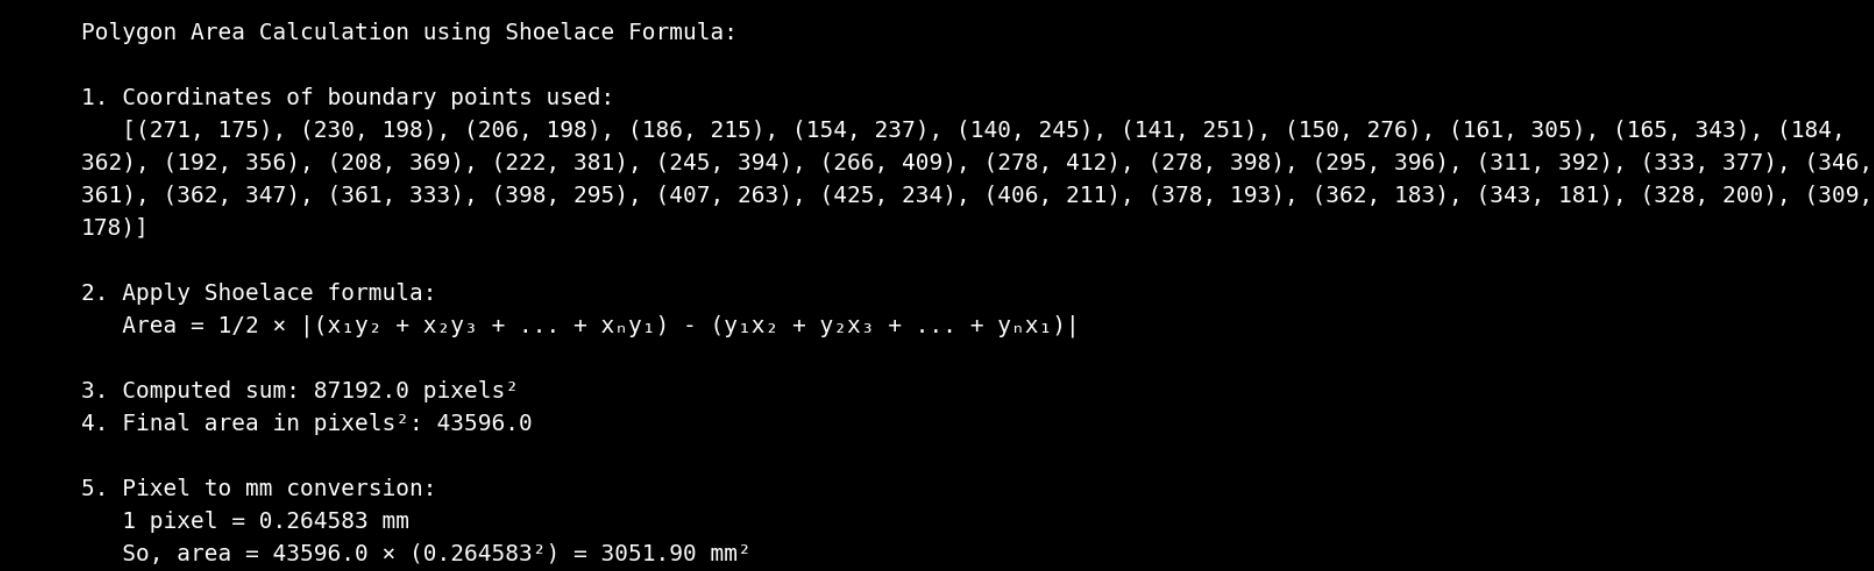 Polygon Area Calculation using Shoelace Formula:
1. Coordinates of boundary points used:
[(271, 175), (230, 198), (206, 198), (186, 215), (154, 237), (140, 245), (141, 251), (150, 276), (161, 305), (165, 343), (184,
362), (192, 356), (208, 369), (222, 381), (245, 394), (266, 409), (278, 412), (278, 398), (295, 396), (311, 392), (333, 377), (346,
361), (362, 347), (361, 333), (398, 295), (407, 263), (425, 234), (406, 211), (378, 193), (362, 183), (343, 181), (328, 200), (309,
178)]
2. Apply Shoelace formula:
Area = 1/2 × |(x₁y₂ + x₂y₃ + ... + xₙy₁) - (y₁x₂ + y₂x₃ + ... + yₙx₁)|
3. Computed sum: 87192.0 pixels²
4. Final area in pixels²: 43596.0
5. Pixel to mm conversion:
1 pixel = 0.264583 mm
So, area = 43596.0 × (0.264583²) = 3051.90 mm²